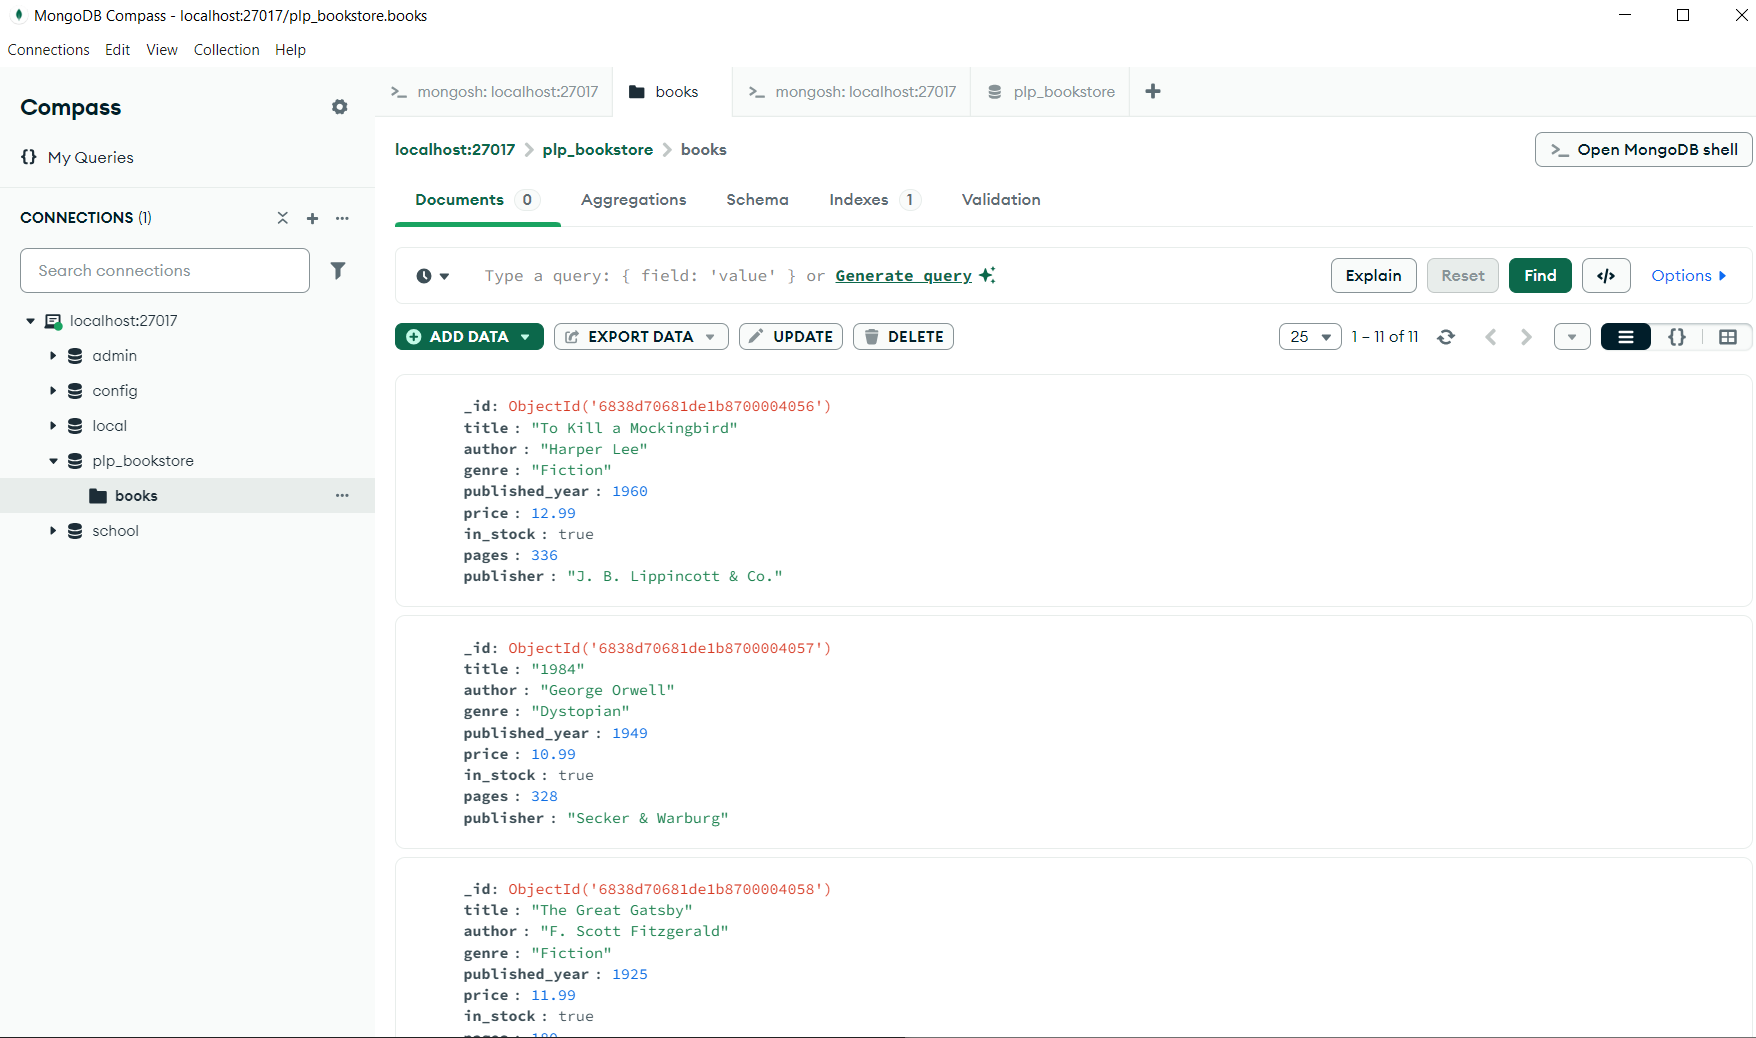 MongoDB Compass - localhost:27017/plp_bookstore.books
Connections Edit View Collection Help
Compass
{} My Queries
CONNECTIONS (1)
Search connections
localhost:27017
admin
config
local
plp_bookstore
books
school
>_ mongosh: localhost:27017 books >_ mongosh: localhost:27017 plp_bookstore +
localhost:27017 > plp_bookstore > books
>_ Open MongoDB shell
Documents 0 Aggregations Schema Indexes 1 Validation
Type a query: { field: 'value' } or Generate query
Explain Reset Find </> Options
ADD DATA EXPORT DATA UPDATE DELETE
25 1 – 11 of 11 {}
_id: ObjectId('6838d70681de1b8700004056')
title : "To Kill a Mockingbird"
author : "Harper Lee"
genre : "Fiction"
published_year : 1960
price : 12.99
in_stock : true
pages : 336
publisher : "J. B. Lippincott & Co."
_id: ObjectId('6838d70681de1b8700004057')
title : "1984"
author : "George Orwell"
genre : "Dystopian"
published_year : 1949
price : 10.99
in_stock : true
pages : 328
publisher : "Secker & Warburg"
_id: ObjectId('6838d70681de1b8700004058')
title : "The Great Gatsby"
author : "F. Scott Fitzgerald"
genre : "Fiction"
published_year : 1925
price : 11.99
in_stock : true